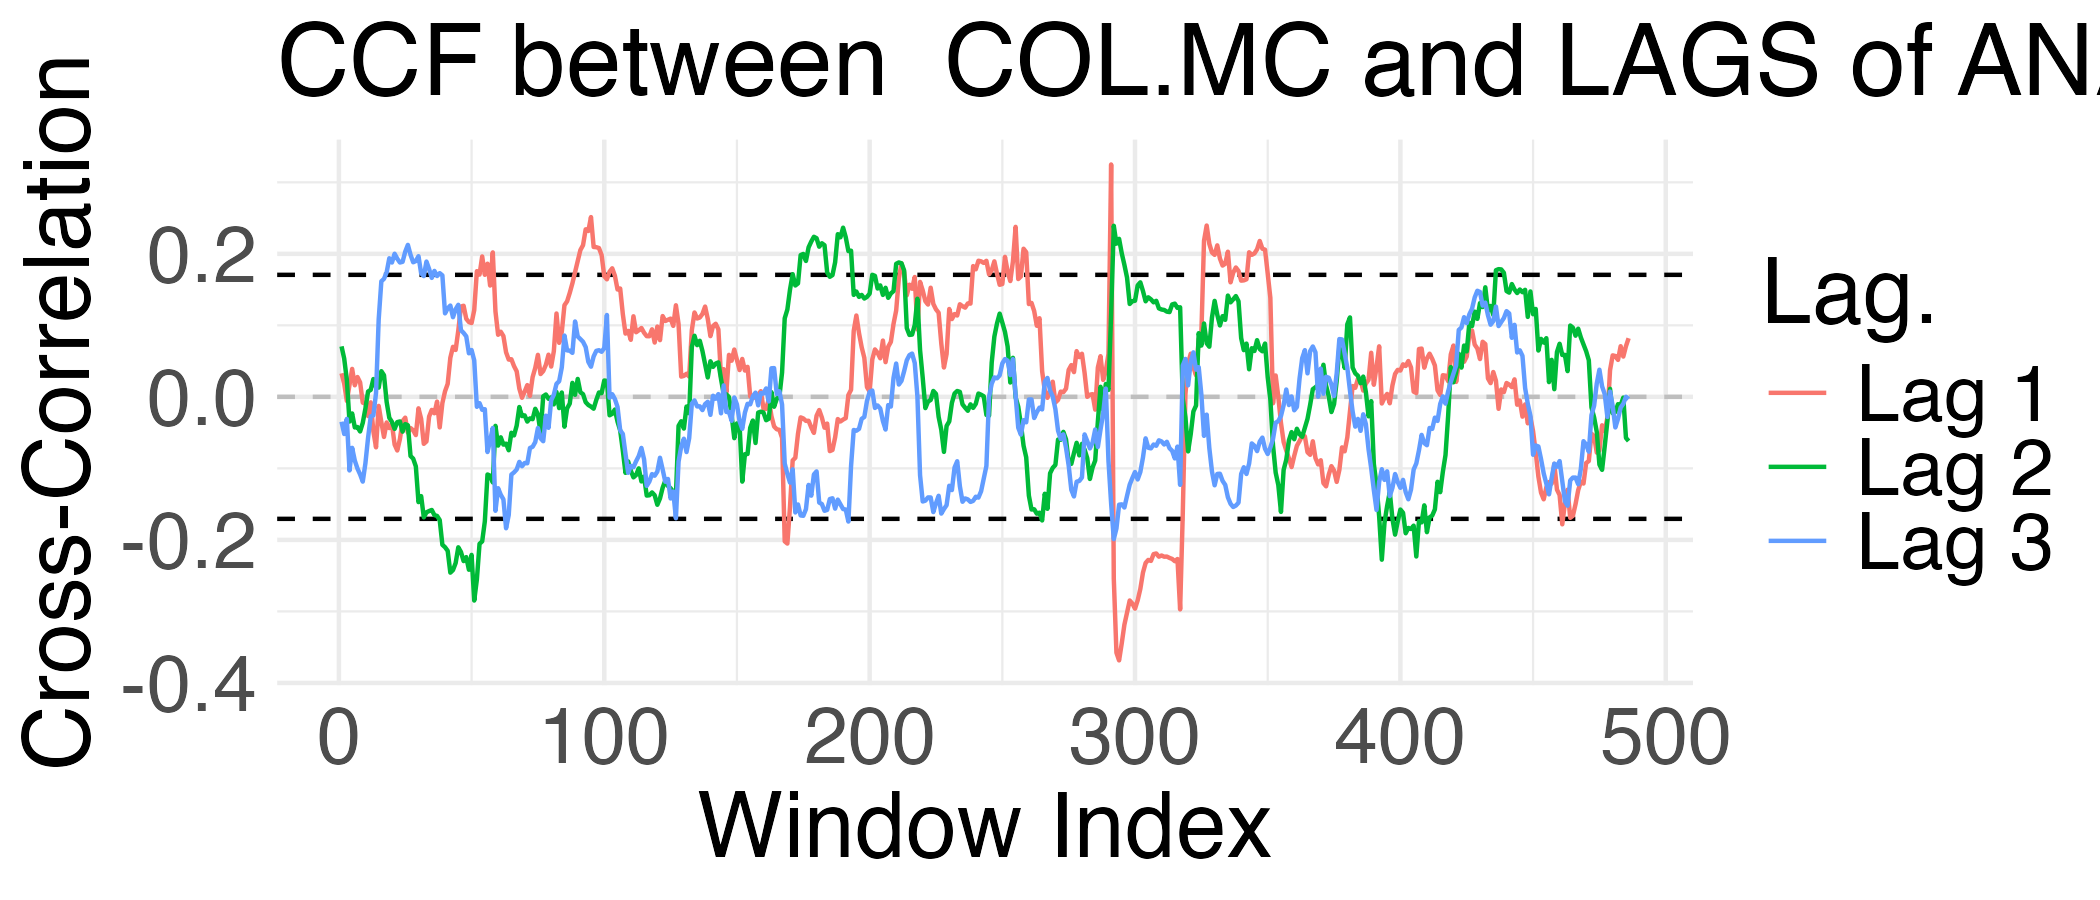 CCF between COL.MC and LAGS of
Cross-Correlation
0.2
0.0
-0.2
-0.4
0 100 200 300 400 500
Window Index
Lag.
Lag 1
Lag 2
Lag 3